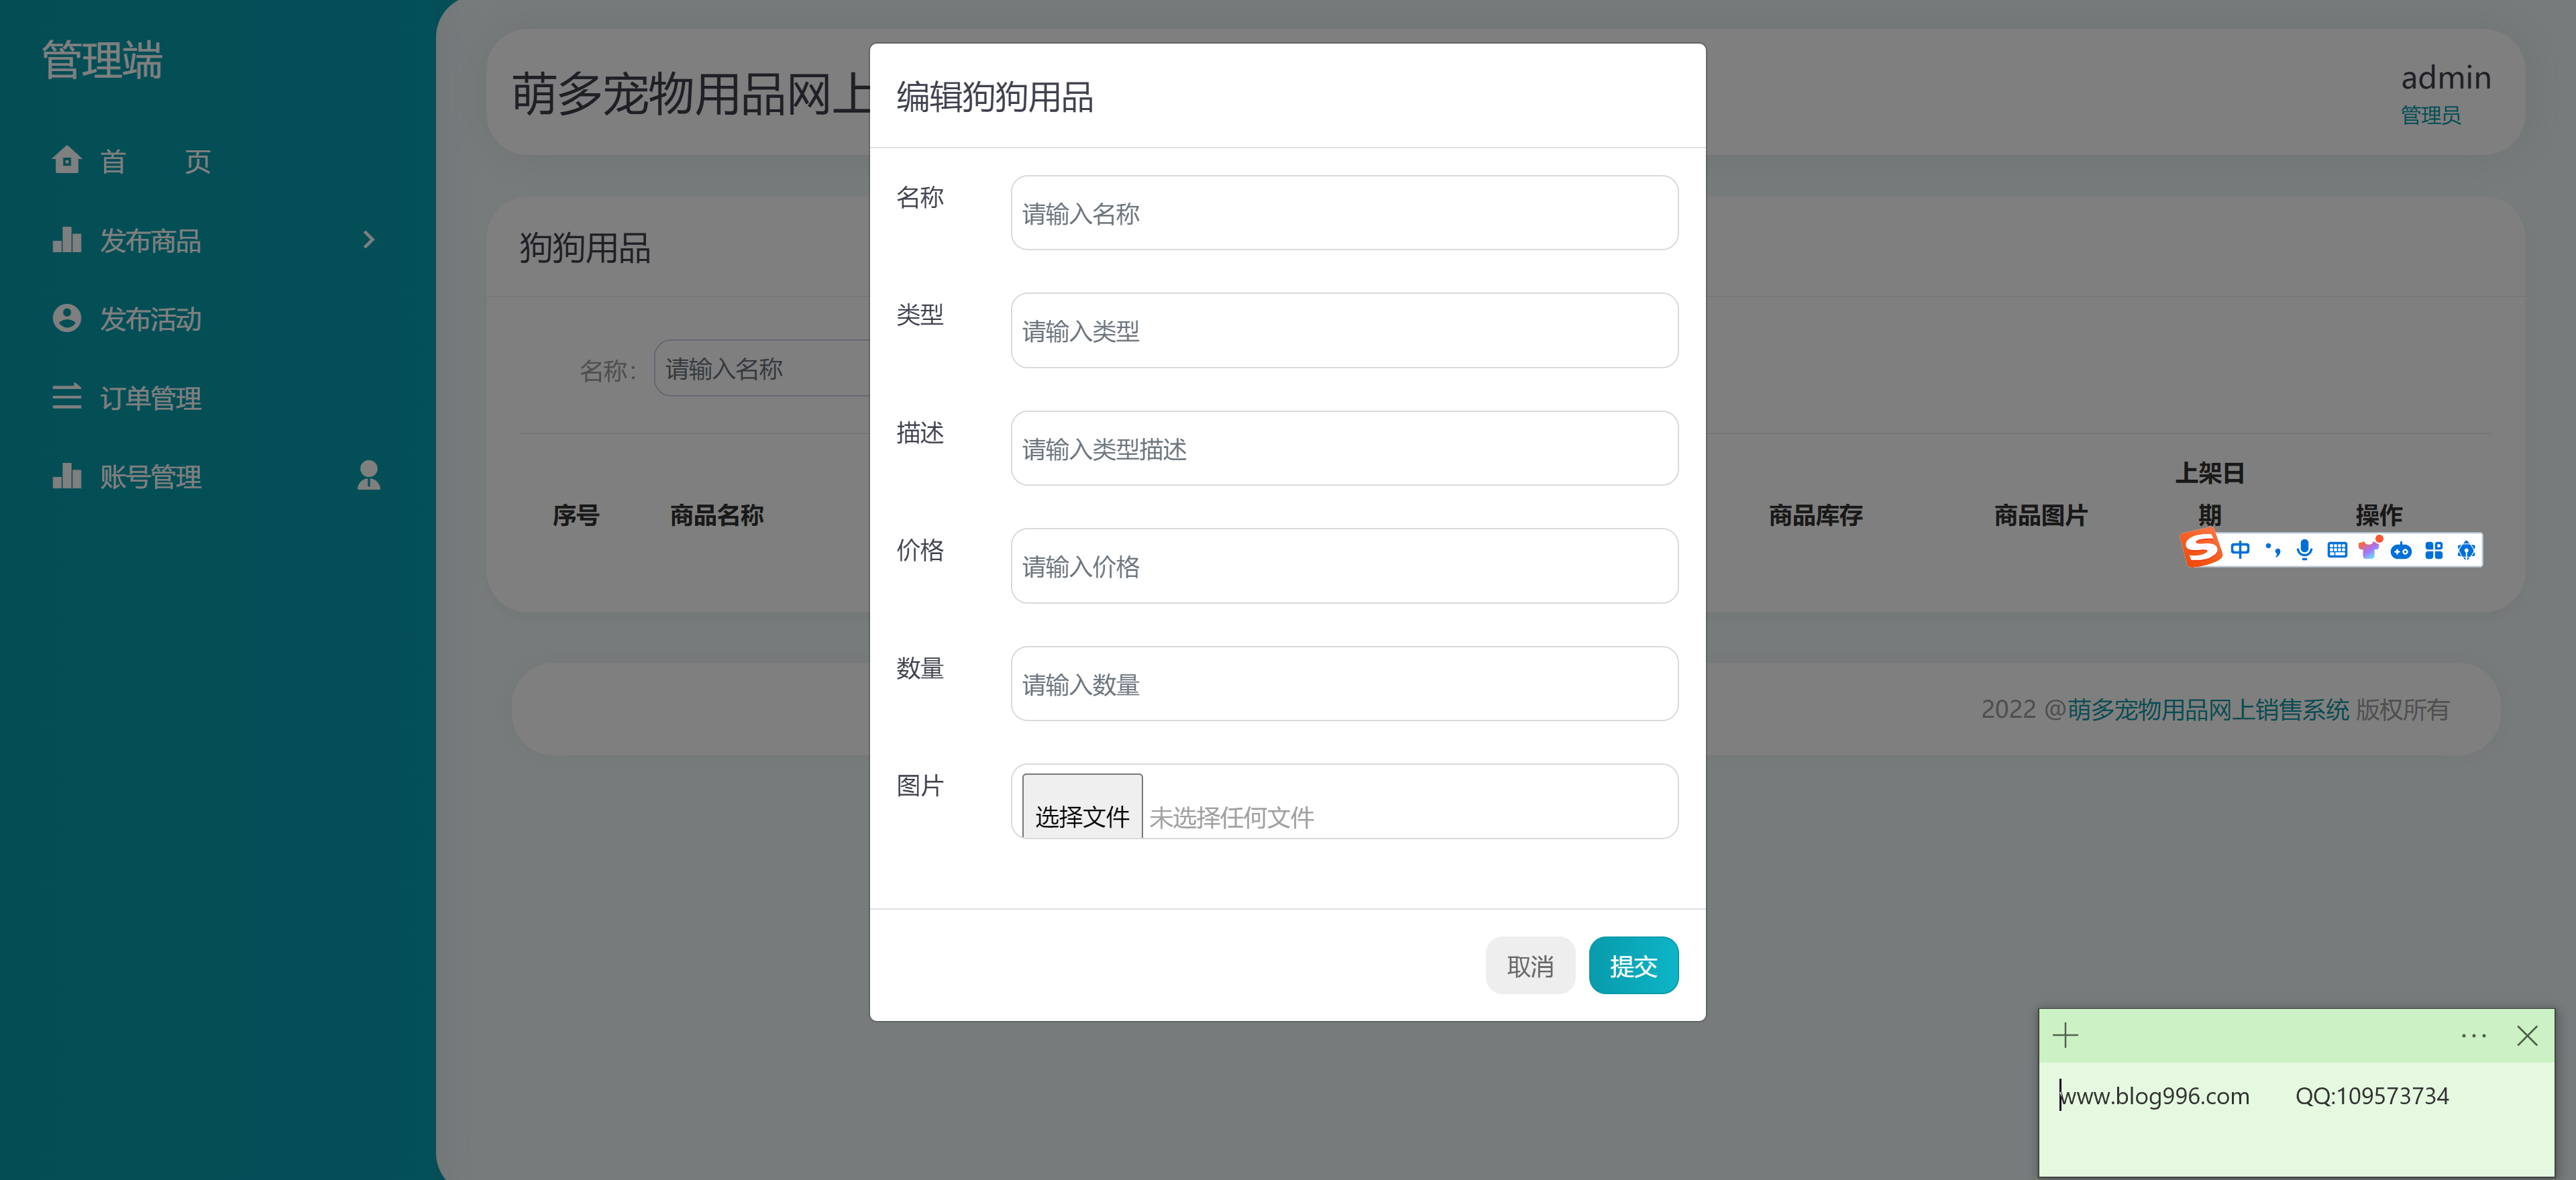 管理端
首 页
发布商品
发布活动
订单管理
账号管理
萌多宠物用品网上
admin
管理员
狗狗用品
名称：
请输入名称
序号
商品名称
商品库存
商品图片
上架日
期
操作
中
2022 @萌多宠物用品网上销售系统 版权所有
编辑狗狗用品
名称
请输入名称
类型
请输入类型
描述
请输入类型描述
价格
请输入价格
数量
请输入数量
图片
选择文件 未选择任何文件
取消
提交
www.blog996.com QQ:109573734